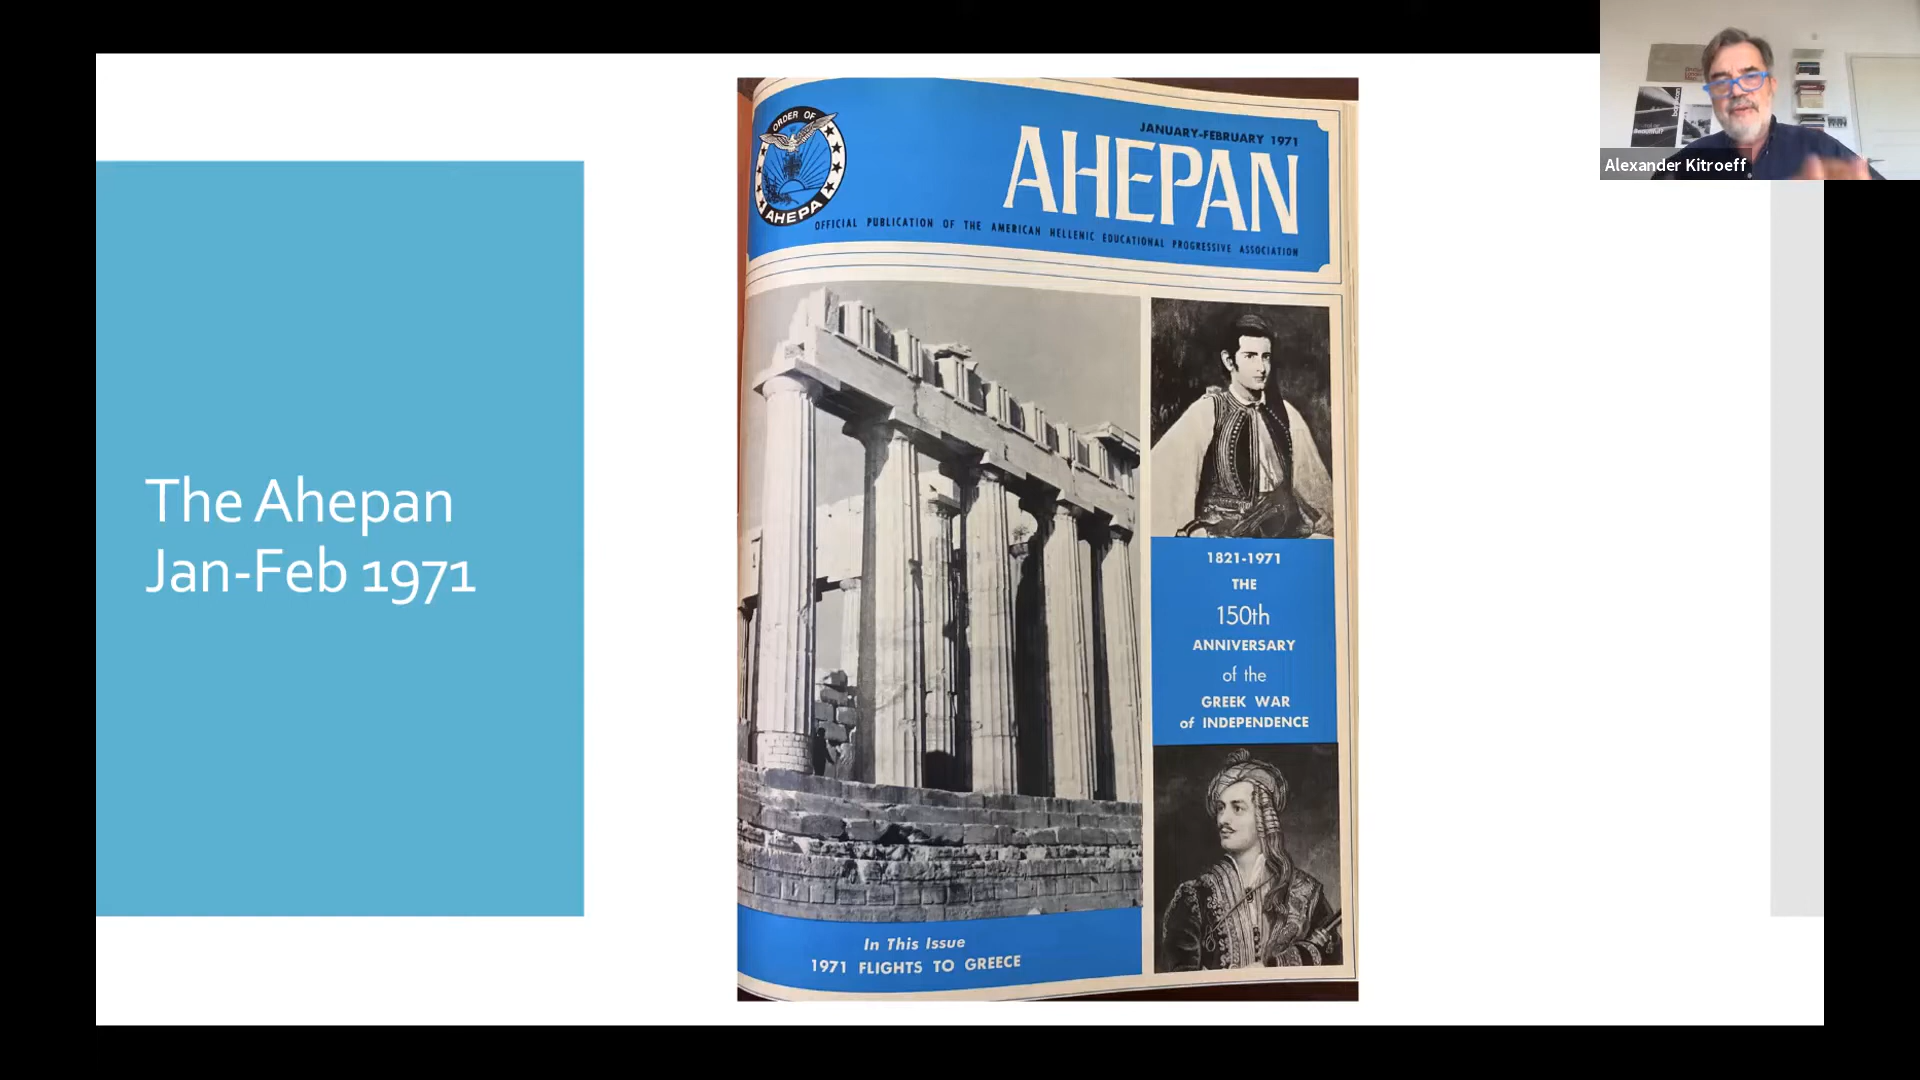 The Ahepan
Jan-Feb 1971
ORDER OF
AHEPA
JANUARY-FEBRUARY 1971
AHEPAN
OFFICIAL PUBLICATION OF THE AMERICAN HELLENIC EDUCATIONAL PROGRESSIVE ASSOCIATION
1821-1971
THE
150th
ANNIVERSARY
of the
GREEK WAR
of INDEPENDENCE
In This Issue
1971 FLIGHTS TO GREECE
Alexander Kitroeff